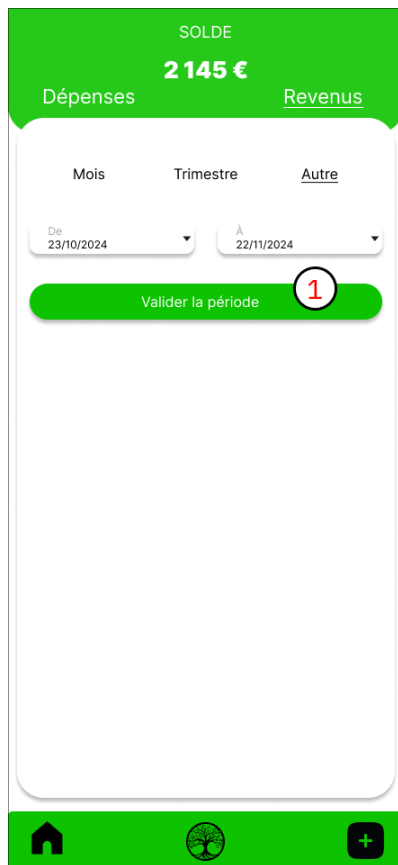 SOLDE
2 145 €
Dépenses Revenus
Mois Trimestre Autre
De À
23/10/2024 22/11/2024
Valider la période 1
+